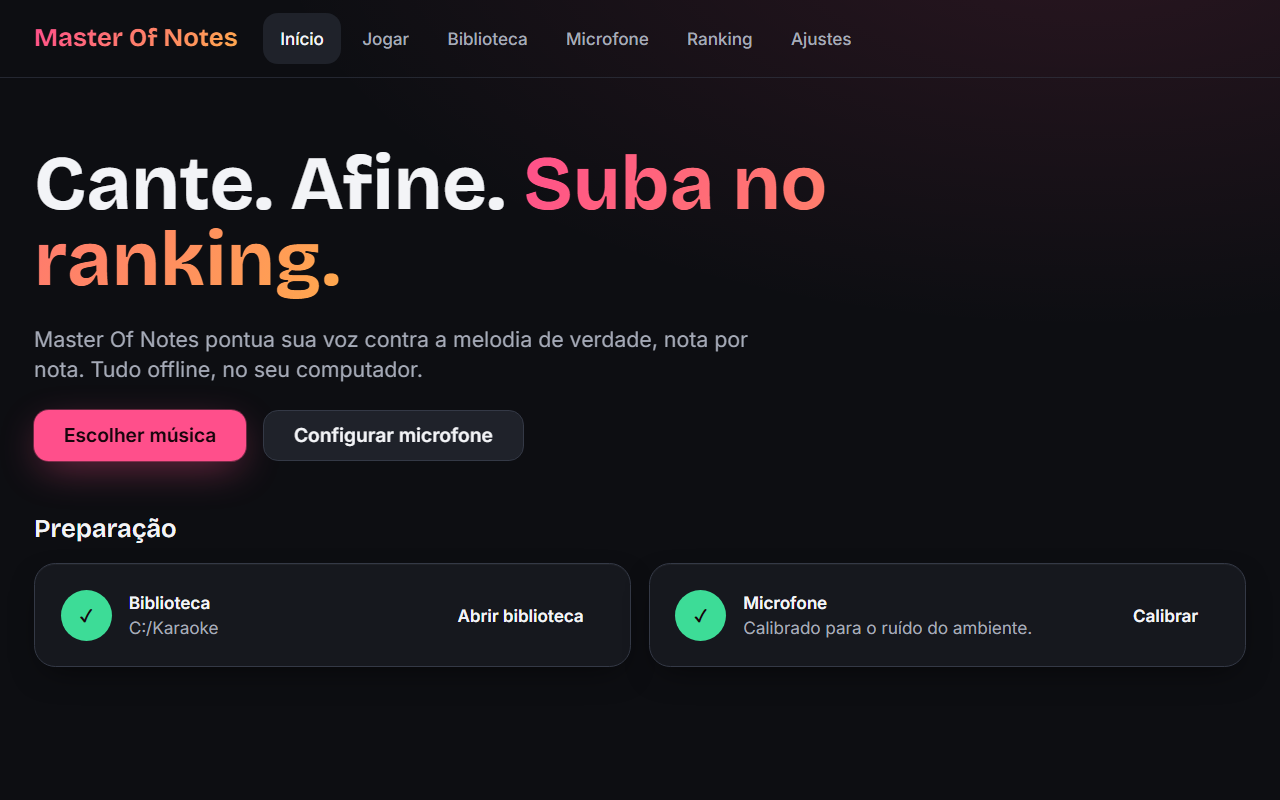 Master Of Notes
Início
Jogar
Biblioteca
Microfone
Ranking
Ajustes
Cante. Afine. Suba no
ranking.
Master Of Notes pontua sua voz contra a melodia de verdade, nota por
nota. Tudo offline, no seu computador.
Escolher música
Configurar microfone
Preparação
✓
Biblioteca
C:/Karaoke
Abrir biblioteca
✓
Microfone
Calibrado para o ruído do ambiente.
Calibrar